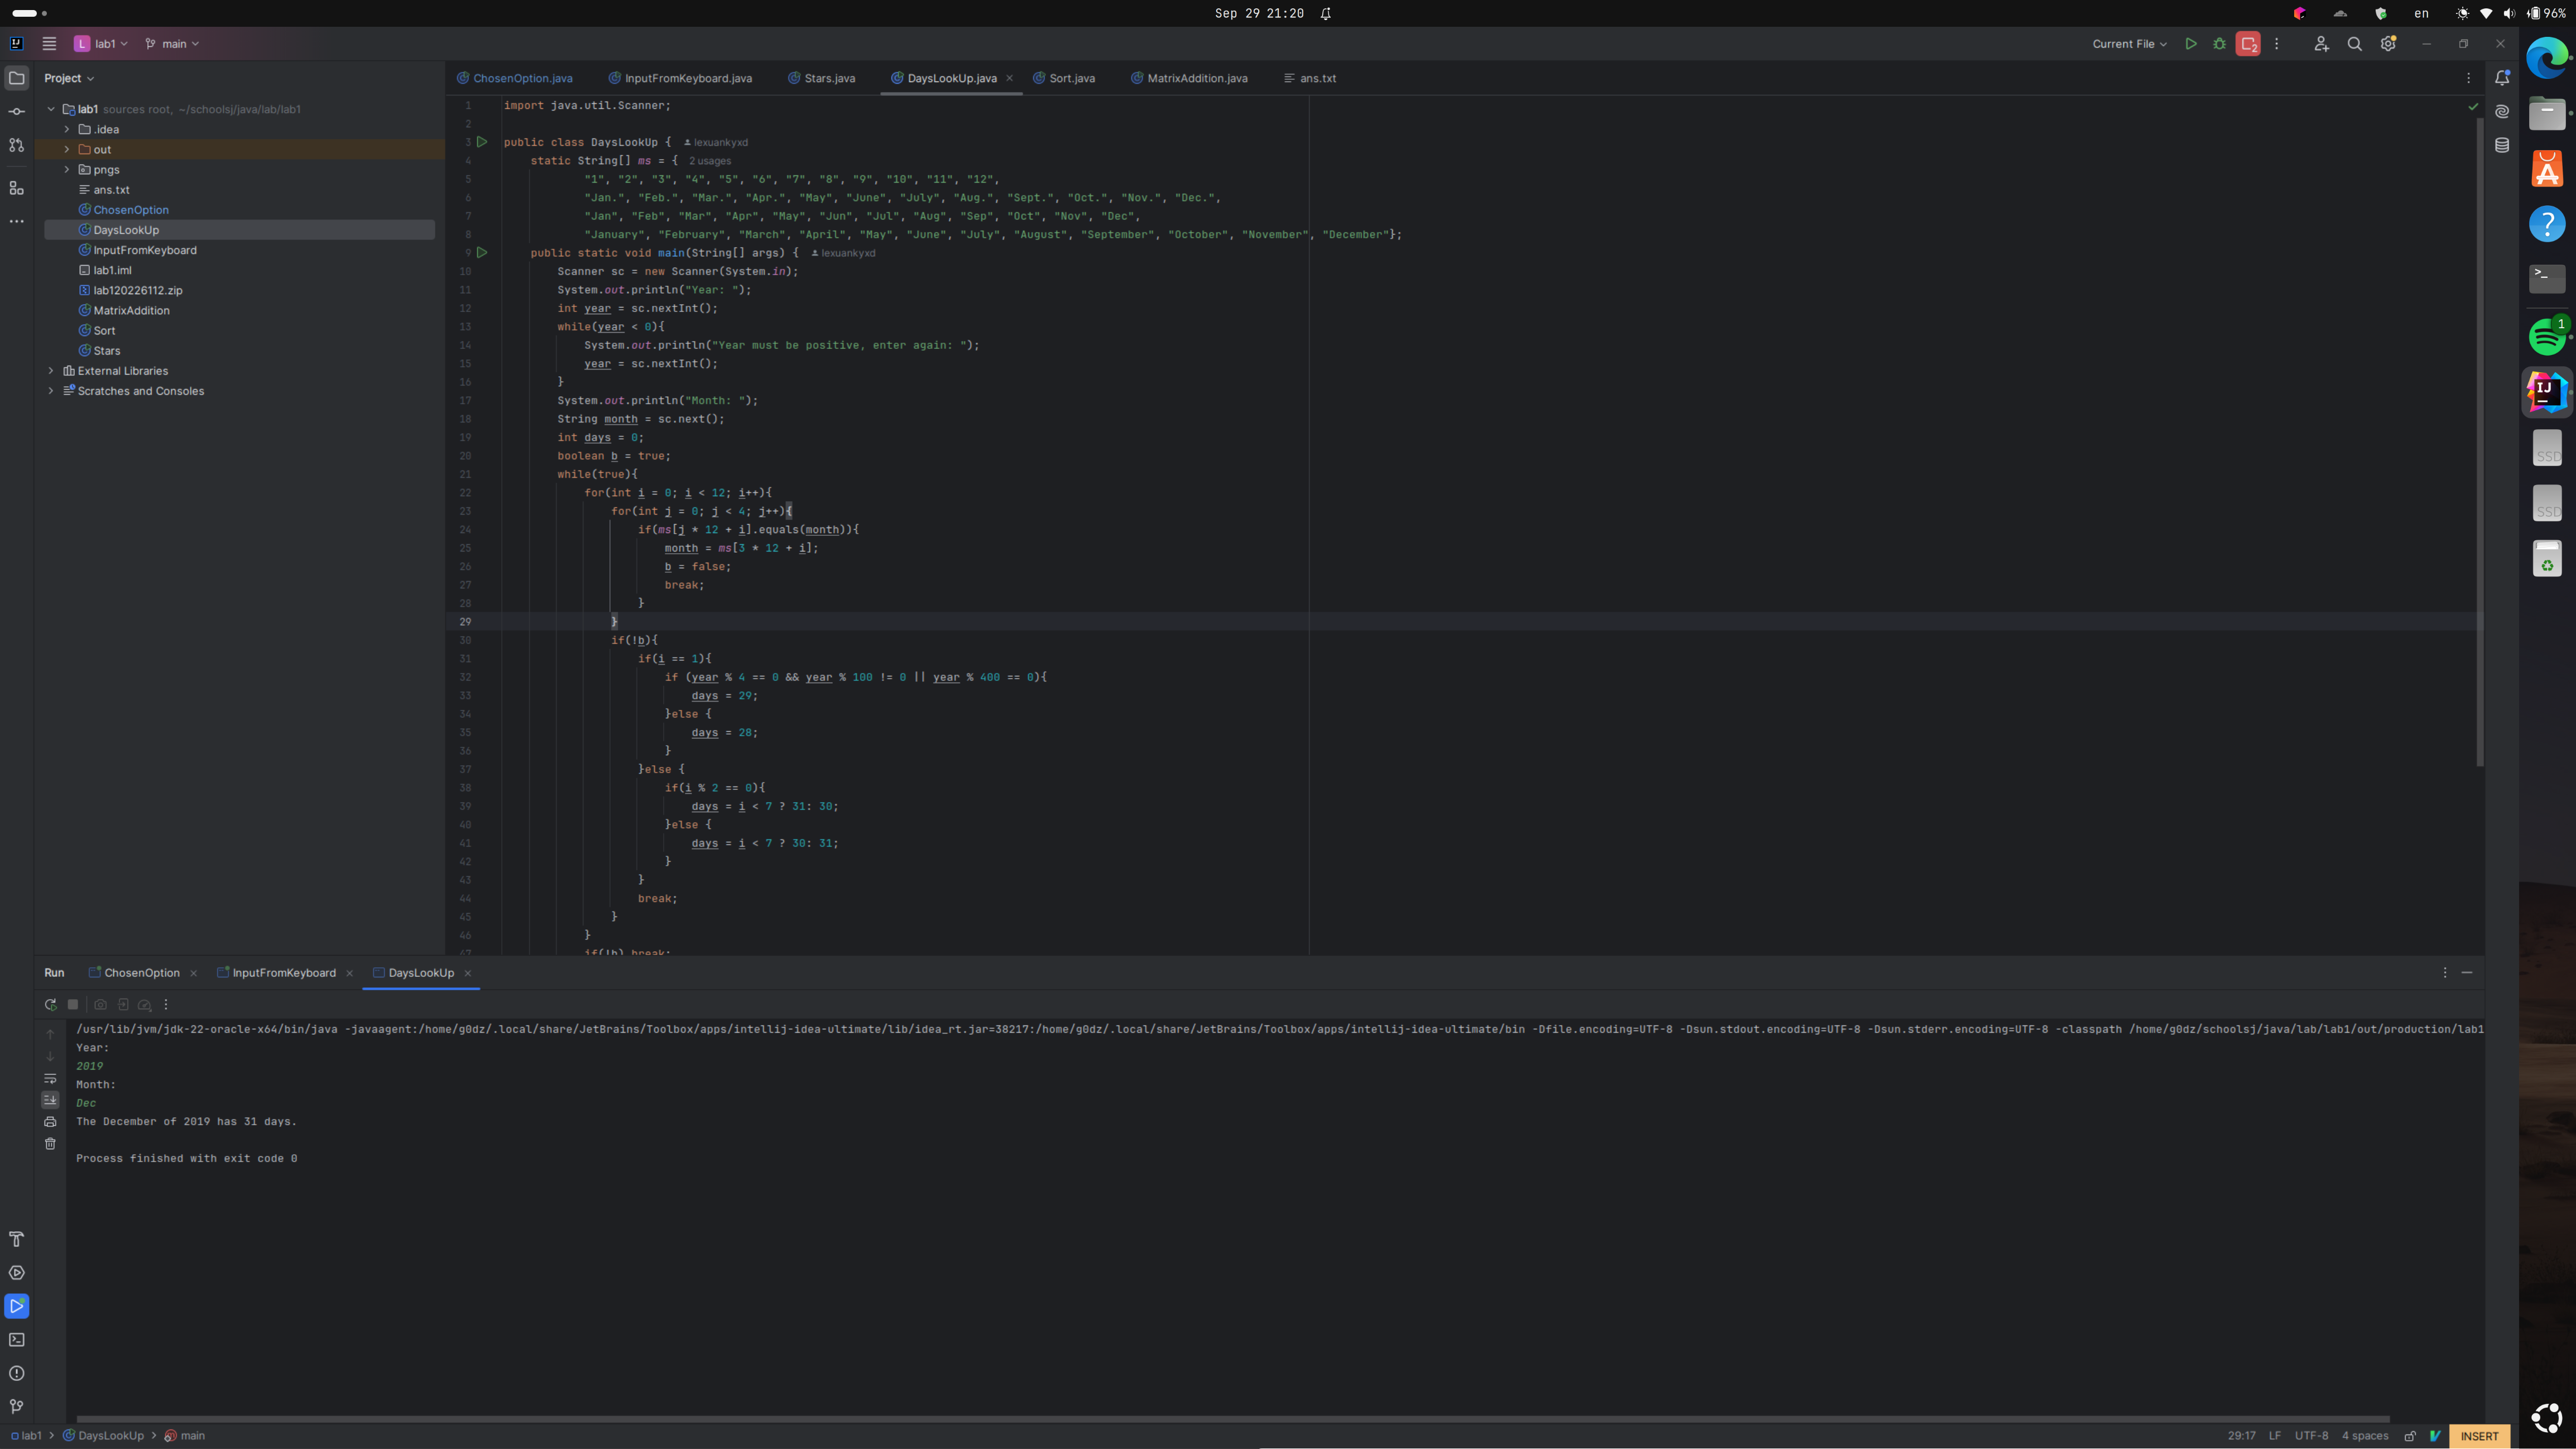 Sep 29 21:20
en
96%
L lab1
main
Current File
Project
ChosenOption.java
InputFromKeyboard.java
Stars.java
DaysLookUp.java
Sort.java
MatrixAddition.java
ans.txt
lab1 sources root, ~/schoolsj/java/lab/lab1
.idea
out
pngs
ans.txt
ChosenOption
DaysLookUp
InputFromKeyboard
lab1.iml
lab120226112.zip
MatrixAddition
Sort
Stars
External Libraries
Scratches and Consoles
1 import java.util.Scanner;
2
3 public class DaysLookUp { lexuankyxd
4 static String[] ms = { 2 usages
5 "1", "2", "3", "4", "5", "6", "7", "8", "9", "10", "11", "12",
6 "Jan.", "Feb.", "Mar.", "Apr.", "May", "June", "July", "Aug.", "Sept.", "Oct.", "Nov.", "Dec.",
7 "Jan", "Feb", "Mar", "Apr", "May", "Jun", "Jul", "Aug", "Sep", "Oct", "Nov", "Dec",
8 "January", "February", "March", "April", "May", "June", "July", "August", "September", "October", "November", "December"};
9 public static void main(String[] args) { lexuankyxd
10 Scanner sc = new Scanner(System.in);
11 System.out.println("Year: ");
12 int year = sc.nextInt();
13 while(year < 0){
14 System.out.println("Year must be positive, enter again: ");
15 year = sc.nextInt();
16 }
17 System.out.println("Month: ");
18 String month = sc.next();
19 int days = 0;
20 boolean b = true;
21 while(true){
22 for(int i = 0; i < 12; i++){
23 for(int j = 0; j < 4; j++){
24 if(ms[j * 12 + i].equals(month)){
25 month = ms[3 * 12 + i];
26 b = false;
27 break;
28 }
29 }
30 if(!b){
31 if(i == 1){
32 if (year % 4 == 0 && year % 100 != 0 || year % 400 == 0){
33 days = 29;
34 }else {
35 days = 28;
36 }
37 }else {
38 if(i % 2 == 0){
39 days = i < 7 ? 31: 30;
40 }else {
41 days = i < 7 ? 30: 31;
42 }
43 }
44 break;
45 }
46 }
47 if(!b) break;
Run
ChosenOption
InputFromKeyboard
DaysLookUp
/usr/lib/jvm/jdk-22-oracle-x64/bin/java -javaagent:/home/g0dz/.local/share/JetBrains/Toolbox/apps/intellij-idea-ultimate/lib/idea_rt.jar=38217:/home/g0dz/.local/share/JetBrains/Toolbox/apps/intellij-idea-ultimate/bin -Dfile.encoding=UTF-8 -Dsun.stdout.encoding=UTF-8 -Dsun.stderr.encoding=UTF-8 -classpath /home/g0dz/schoolsj/java/lab/lab1/out/production/lab1
Year:
2019
Month:
Dec
The December of 2019 has 31 days.
Process finished with exit code 0
lab1 > DaysLookUp > main
29:17 LF UTF-8 4 spaces INSERT
1
IJ
SSD
SSD